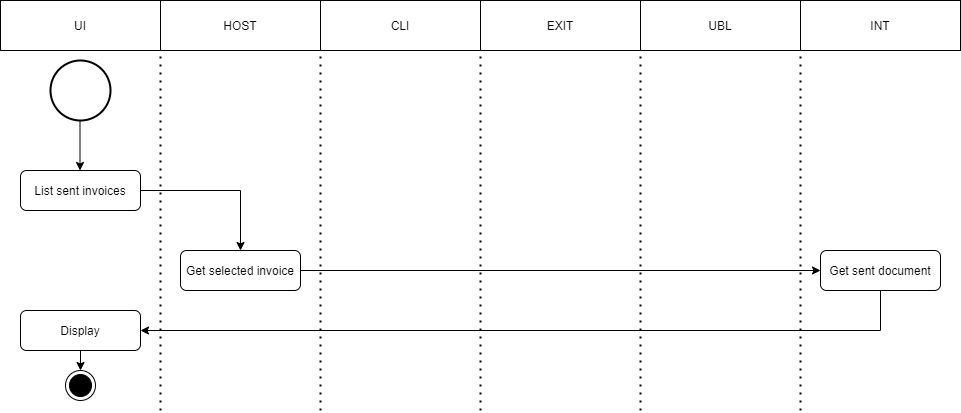 UI
HOST
CLI
EXIT
UBL
INT
List sent invoices
Get selected invoice
Get sent document
Display